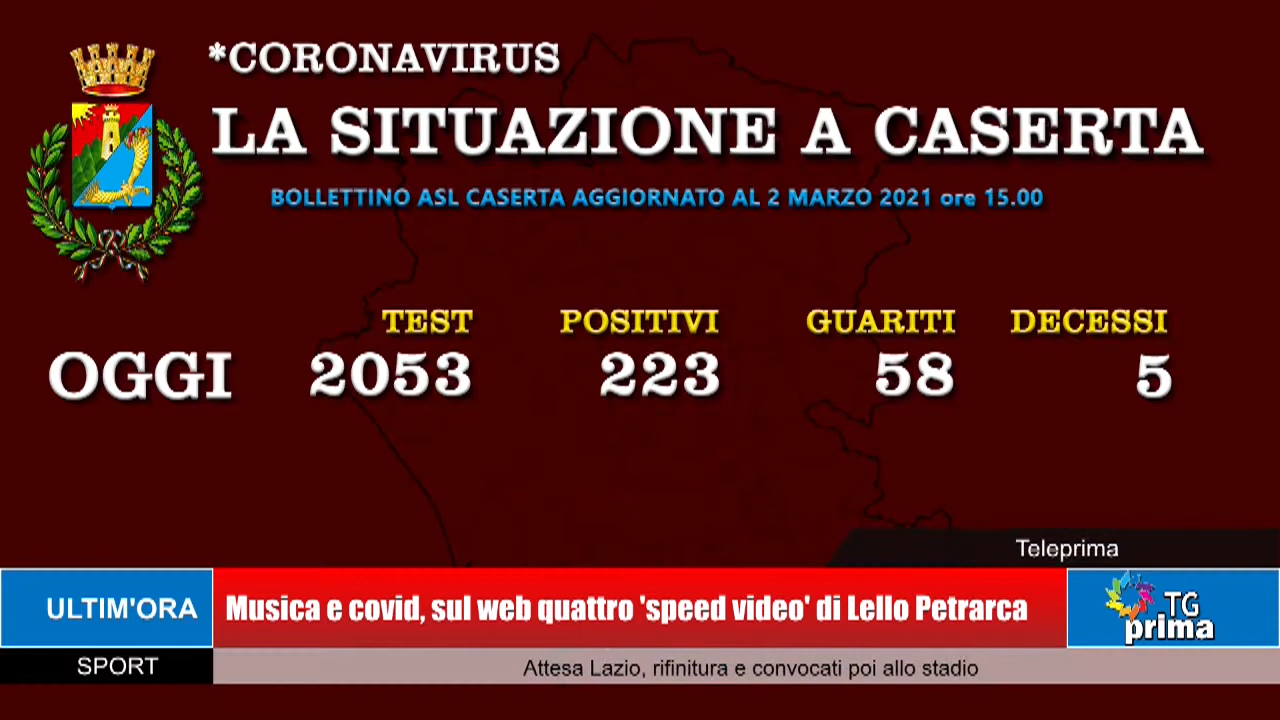 *CORONAVIRUS
LA SITUAZIONE A CASERTA
BOLLETTINO ASL CASERTA AGGIORNATO AL 2 MARZO 2021 ore 15.00
TEST POSITIVI GUARITI DECESSI
OGGI 2053 223 58 5
Teleprima
ULTIM'ORA Musica e covid, sul web quattro 'speed video' di Lello Petrarca
TG
prima
SPORT Attesa Lazio, rifinitura e convocati poi allo stadio